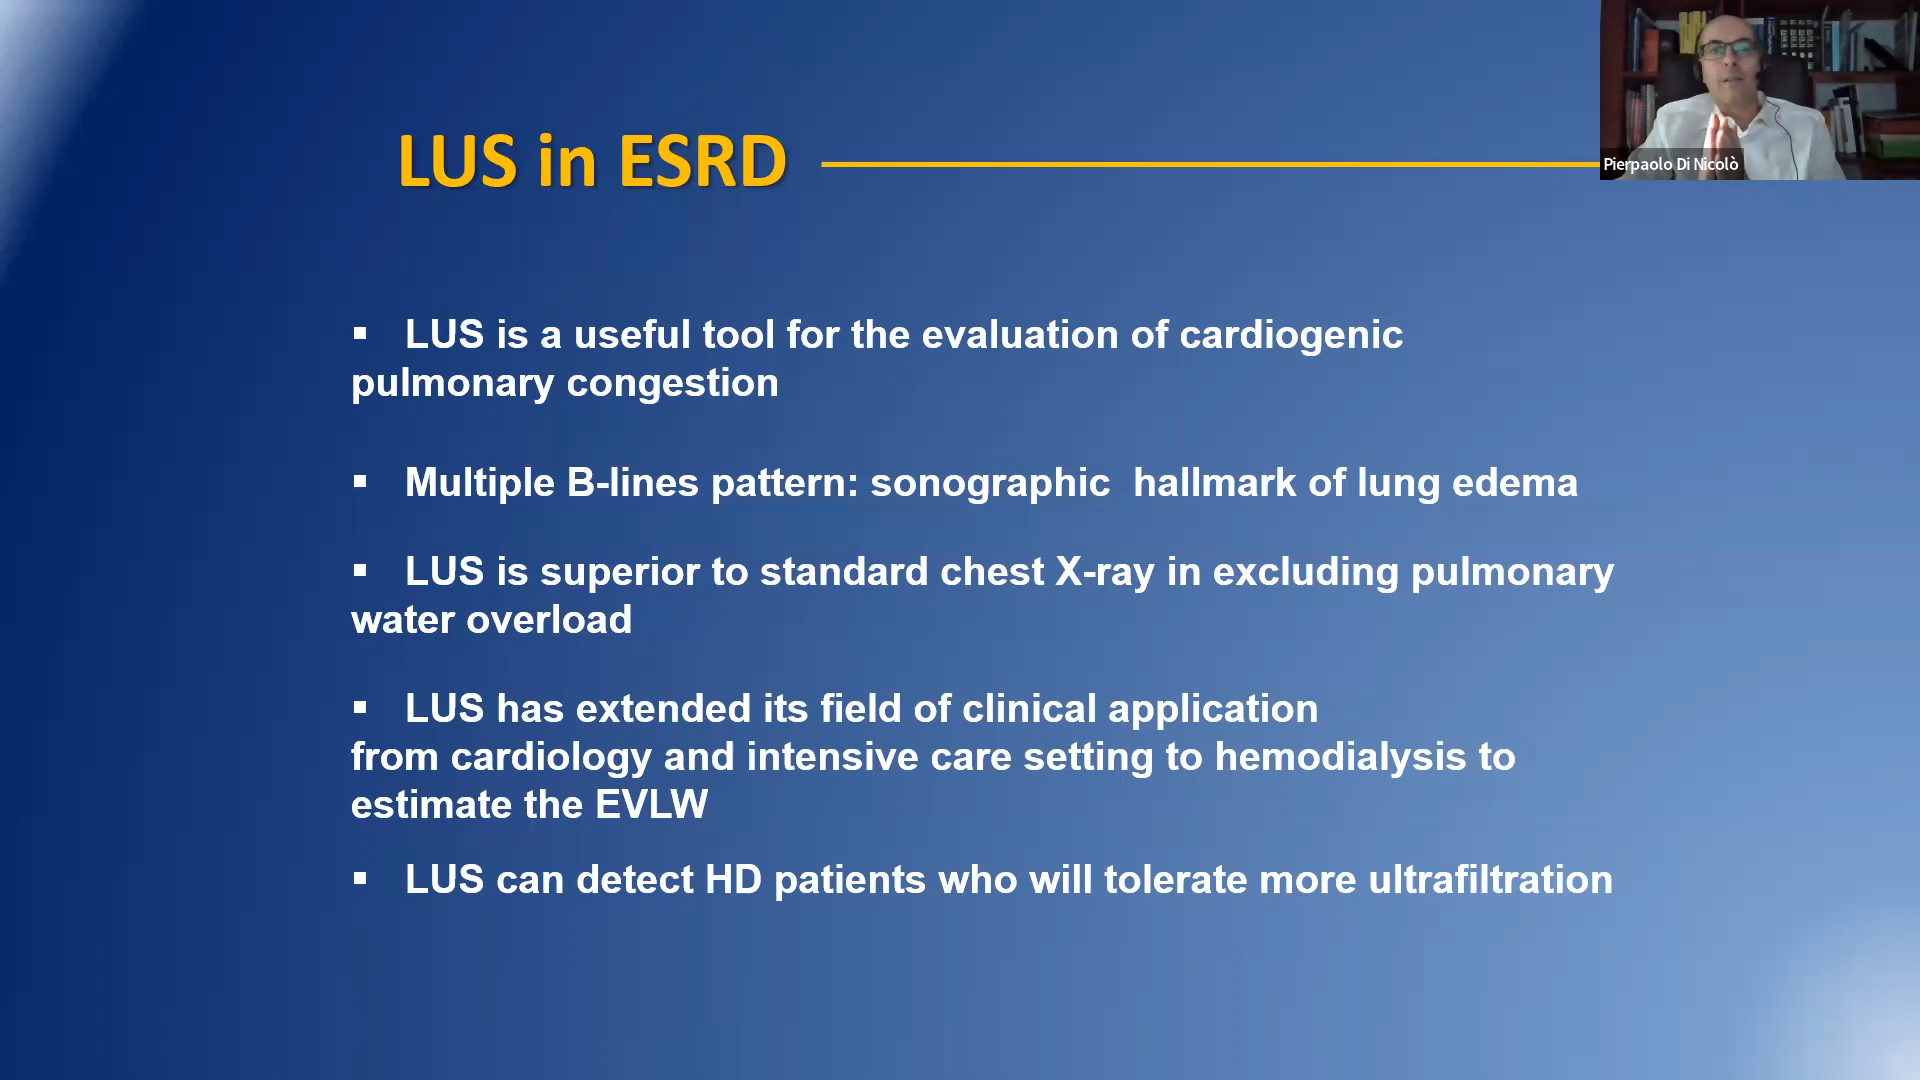 LUS in ESRD
Pierpaolo Di Nicolò
▪ LUS is a useful tool for the evaluation of cardiogenic
pulmonary congestion
▪ Multiple B-lines pattern: sonographic  hallmark of lung edema
▪ LUS is superior to standard chest X-ray in excluding pulmonary
water overload
▪ LUS has extended its field of clinical application
from cardiology and intensive care setting to hemodialysis to
estimate the EVLW
▪ LUS can detect HD patients who will tolerate more ultrafiltration